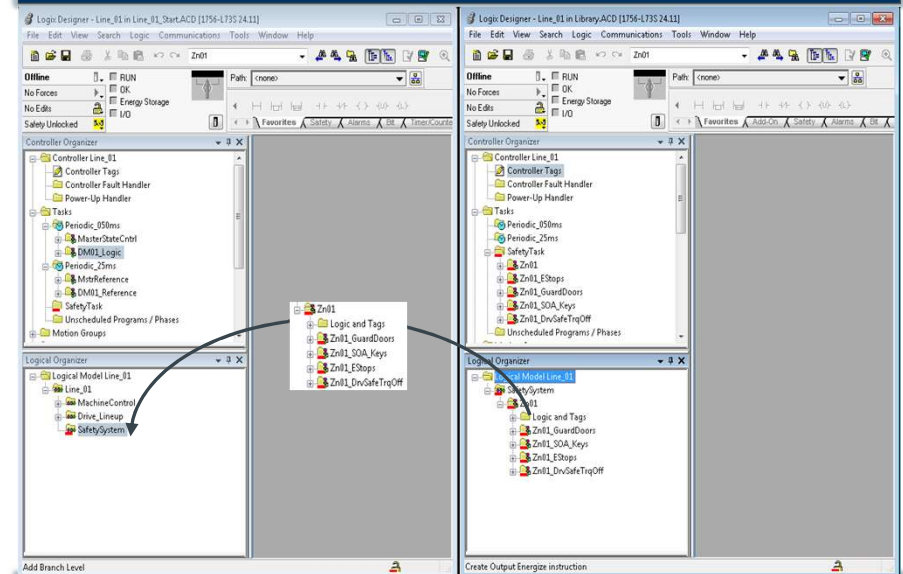 Logix Designer - Line_01 in Line_01_Start.ACD [1756-L73S 24.11]
File Edit View Search Logic Communications Tools Window Help
Zn01
Offline
RUN
No Forces
OK
Energy Storage
No Edits
I/O
Safety Unlocked
Path: <none>
Favorites Safety Alarms Bit Timer/Counte
Controller Organizer
Controller Line_01
Controller Tags
Controller Fault Handler
Power-Up Handler
Tasks
Periodic_050ms
MasterStateCntrl
DM01_Logic
Periodic_25ms
MstrReference
DM01_Reference
SafetyTask
Unscheduled Programs / Phases
Motion Groups
Logical Organizer
Logical Model Line_01
Line_01
MachineControl
Drive_Lineup
SafetySystem
Add Branch Level
Zn01
Logic and Tags
Zn01_GuardDoors
Zn01_SOA_Keys
Zn01_EStops
Zn01_DrvSafeTrqOff
Logix Designer - Line_01 in Library.ACD [1756-L73S 24.11]
File Edit View Search Logic Communications Tools Window Help
Zn01
Offline
RUN
No Forces
OK
Energy Storage
No Edits
I/O
Safety Unlocked
Path: <none>
Favorites Add-On Safety Alarms Bit
Controller Organizer
Controller Line_01
Controller Tags
Controller Fault Handler
Power-Up Handler
Tasks
Periodic_050ms
Periodic_25ms
SafetyTask
Zn01
Zn01_EStops
Zn01_GuardDoors
Zn01_SOA_Keys
Zn01_DrvSafeTrqOff
Unscheduled Programs / Phases
Logical Organizer
Logical Model Line_01
SafetySystem
Zn01
Logic and Tags
Zn01_GuardDoors
Zn01_SOA_Keys
Zn01_EStops
Zn01_DrvSafeTrqOff
Create Output Energize instruction